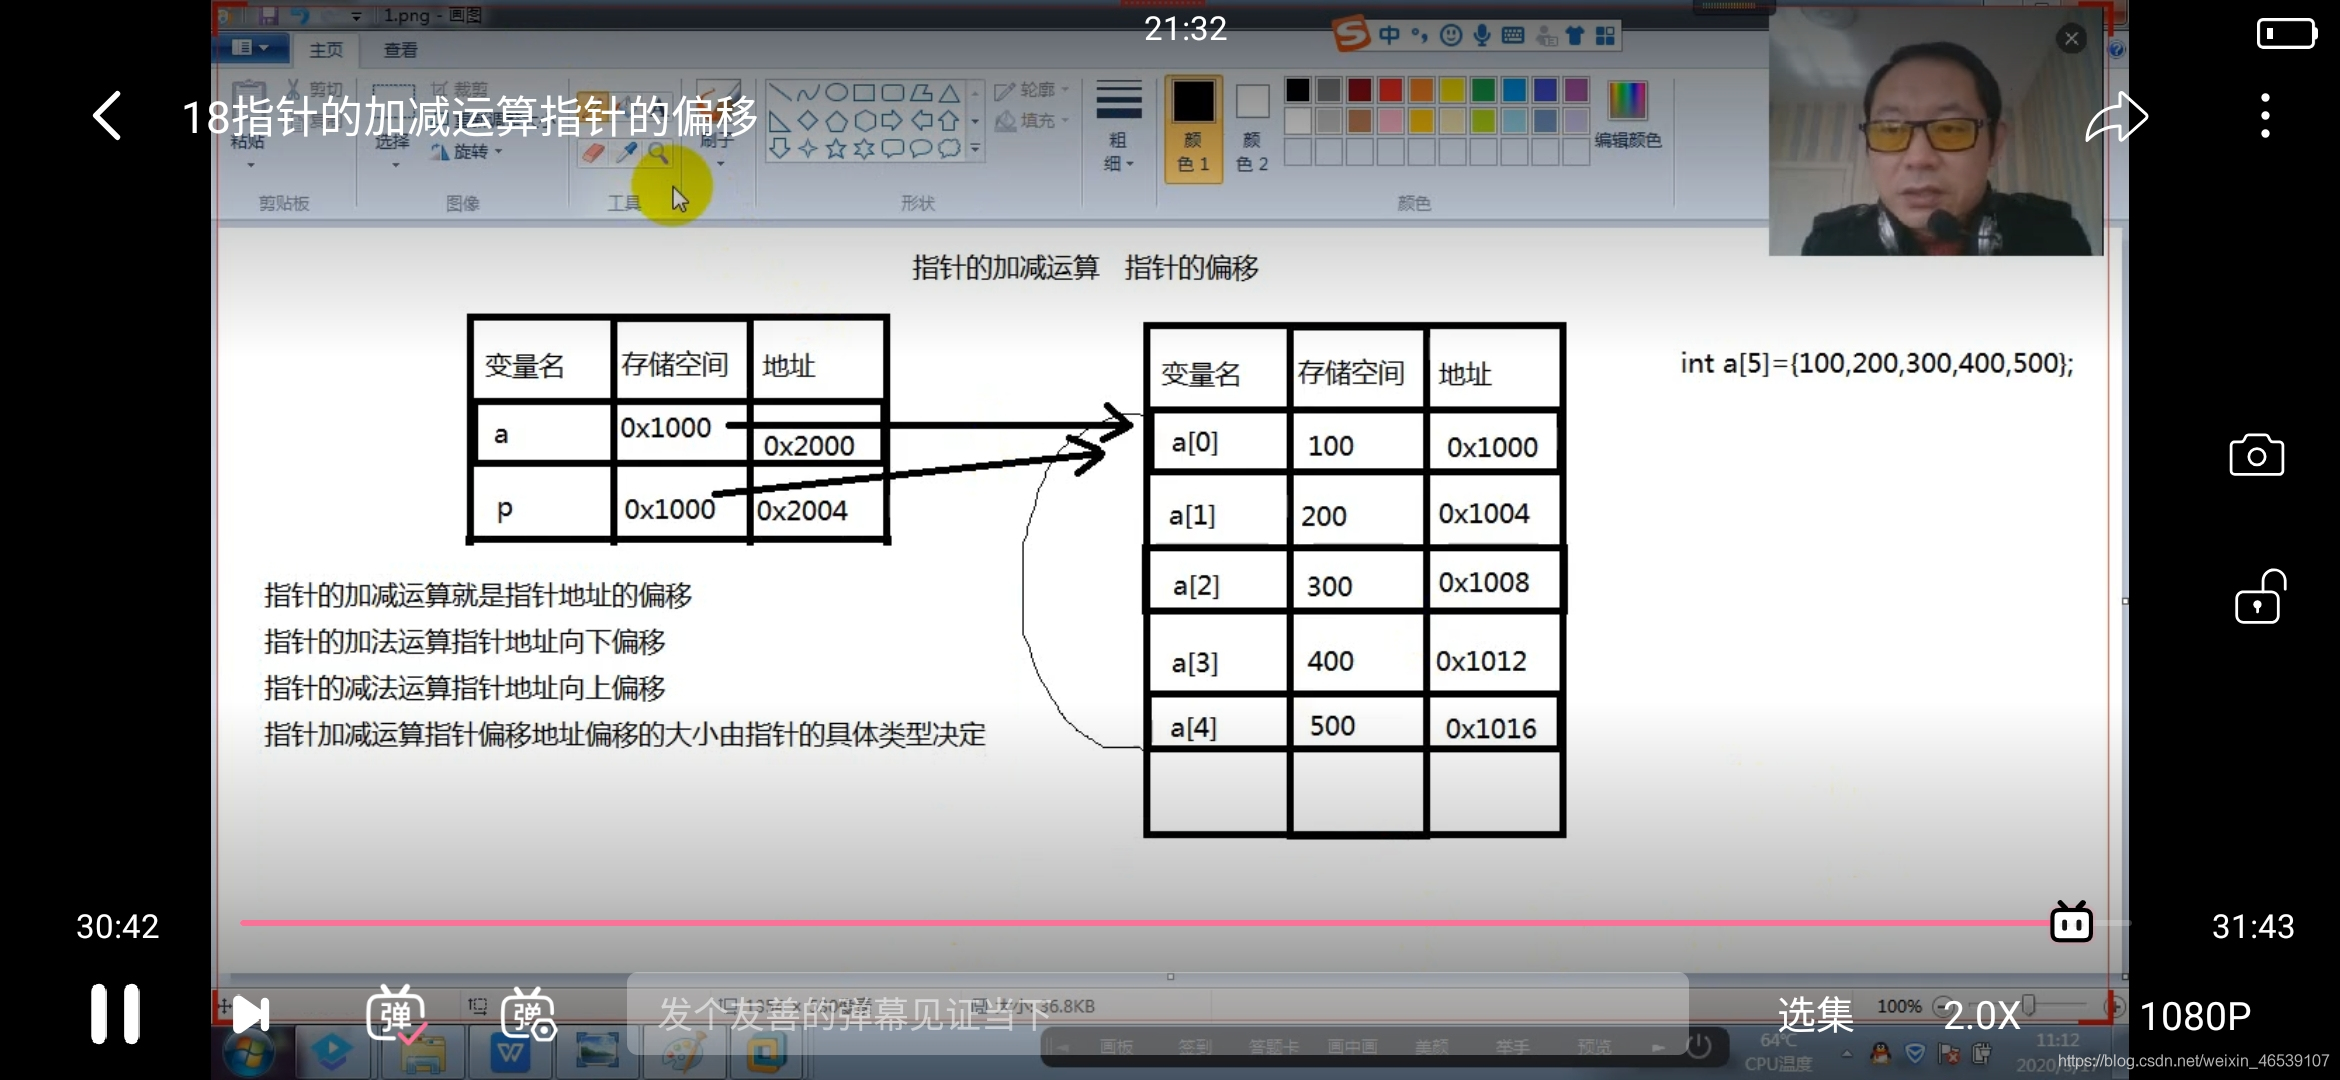 1.png - 画图
21:32
中
主页 查看
18指针的加减运算指针的偏移
剪切
裁剪
粘贴
选择
旋转
刷子
轮廓
填充
粗细
颜色 1
颜色 2
编辑颜色
剪贴板 图像 工具 形状 颜色
指针的加减运算 指针的偏移
变量名 存储空间 地址
a 0x1000 0x2000
p 0x1000 0x2004
指针的加减运算就是指针地址的偏移
指针的加法运算指针地址向下偏移
指针的减法运算指针地址向上偏移
指针加减运算指针偏移地址偏移的大小由指针的具体类型决定
变量名 存储空间 地址
a[0] 100 0x1000
a[1] 200 0x1004
a[2] 300 0x1008
a[3] 400 0x1012
a[4] 500 0x1016
int a[5]={100,200,300,400,500};
30:42
31:43
弹
弹
发个友善的弹幕见证当下
大小: 36.8KB
100%
选集
2.0X
1080P
画板 签到 答题卡 画中画 美颜 举手 预览
64℃
CPU温度
11:12
https://blog.csdn.net/weixin_46539107